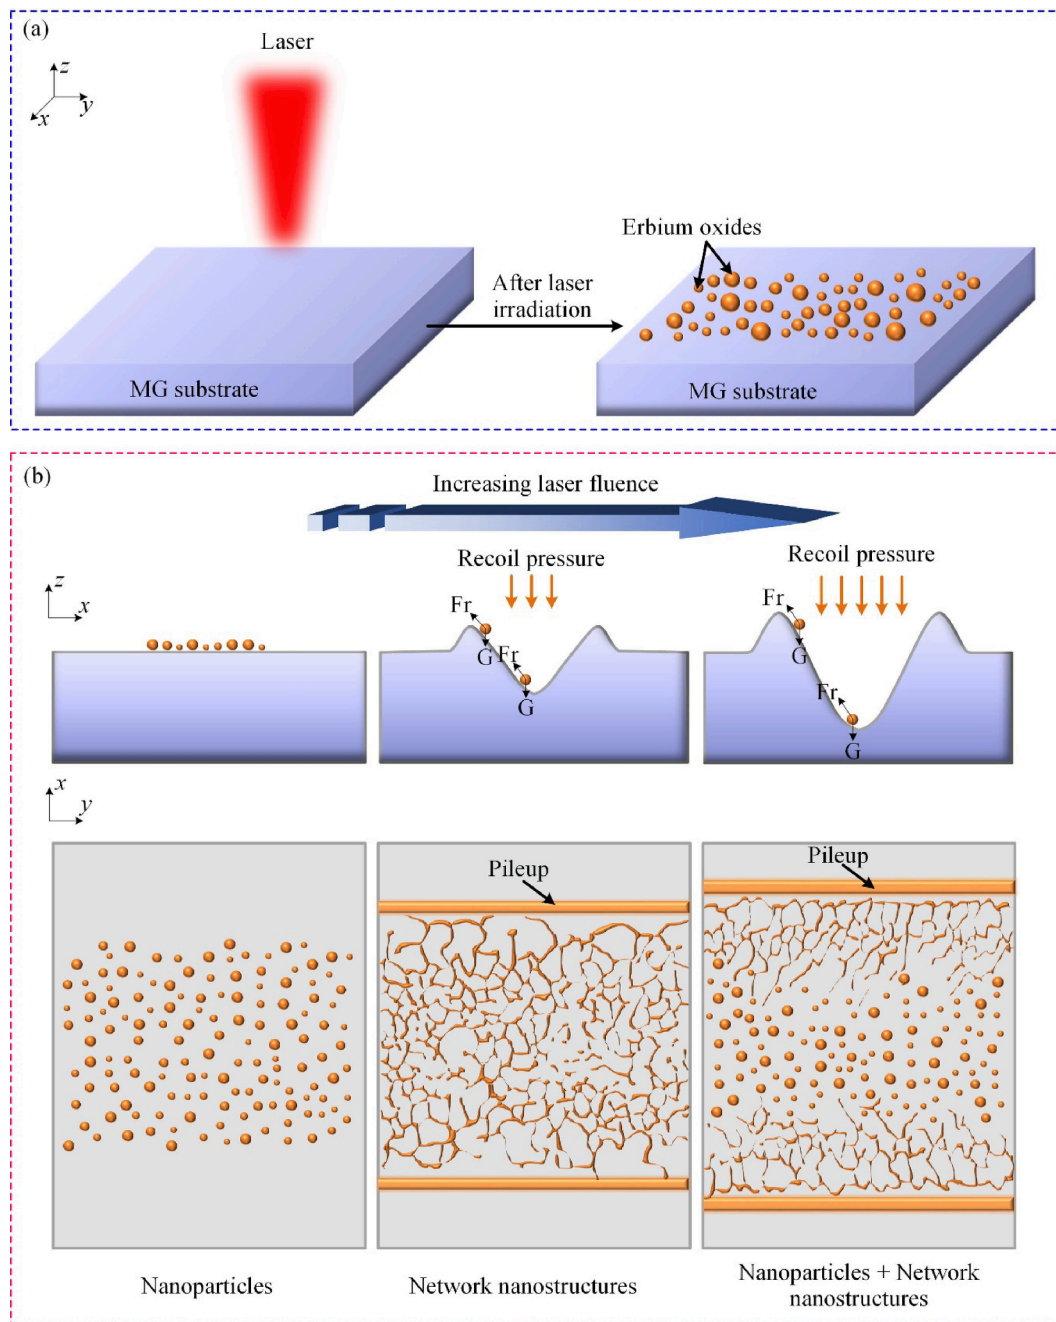 (a)
Laser
z
y
x
Erbium oxides
After laser
irradiation
MG substrate
MG substrate
(b)
Increasing laser fluence
Recoil pressure
Recoil pressure
z
x
Fr
G
Fr
G
Fr
G
Fr
G
x
y
Pileup
Pileup
Nanoparticles
Network nanostructures
Nanoparticles + Network
nanostructures